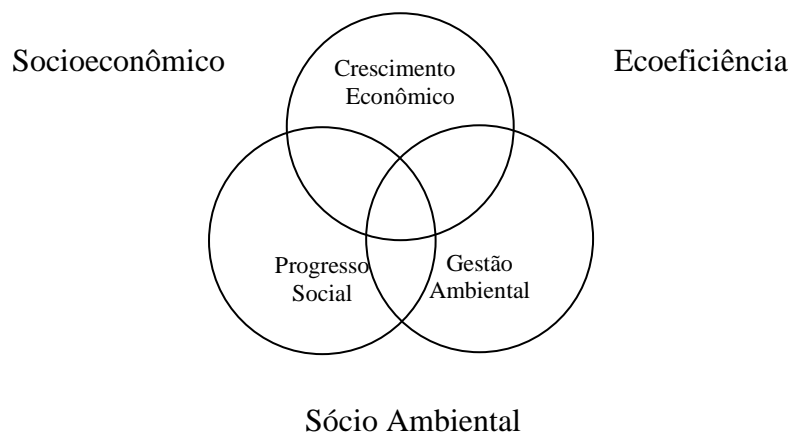 Socioeconômico
Ecoeficiência
Crescimento
Econômico
Progresso
Social
Gestão
Ambiental
Sócio Ambiental